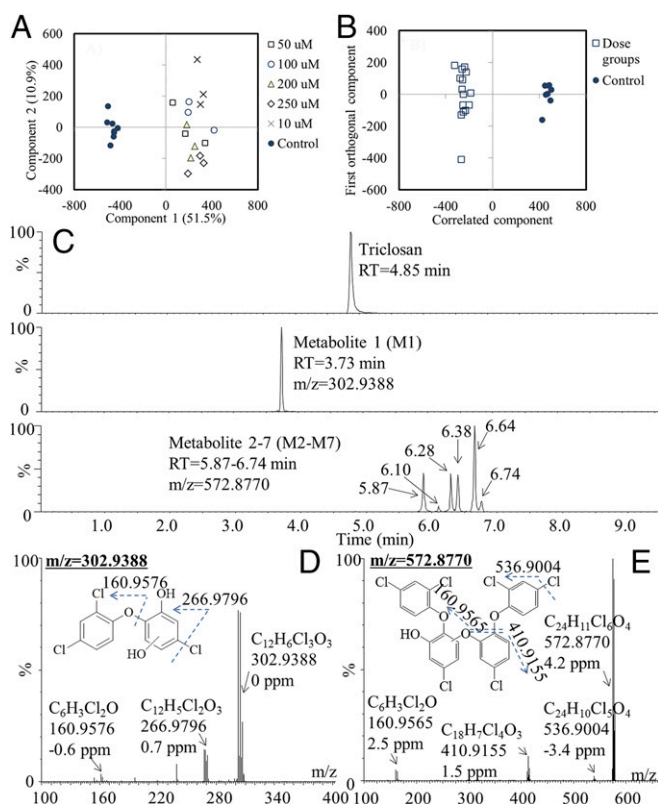 A
600
400
200
0
-200
-400
-800
-400
0
400
800
Component 2 (10.9%)
Component 1 (51.5%)
50 uM
100 uM
200 uM
250 uM
10 uM
Control
B
600
400
200
0
-200
-400
-600
-800
-400
0
400
800
First orthogonal component
Correlated component
Dose
groups
Control
C
100
%
0
Triclosan
RT=4.85 min
100
%
0
Metabolite 1 (M1)
RT=3.73 min
m/z=302.9388
100
%
0
Metabolite 2-7 (M2-M7)
RT=5.87-6.74 min
m/z=572.8770
5.87
6.10
6.28
6.38
6.64
6.74
1.0
2.0
3.0
4.0
5.0
6.0
7.0
8.0
9.0
Time (min)
D
100
%
0
m/z=302.9388
160.9576
Cl
OH
266.9796
O
Cl
HO
Cl
C12H6Cl3O3
302.9388
0 ppm
C6H3Cl2O
160.9576
-0.6 ppm
C12H5Cl2O3
266.9796
0.7 ppm
m/z
100
160
220
280
340
400
E
100
%
0
m/z=572.8770
536.9004
Cl
Cl
Cl
Cl
160.9565
O
O
HO
O
410.9155
Cl
Cl
C24H11Cl6O4
572.8770
4.2 ppm
C6H3Cl2O
160.9565
2.5 ppm
C18H7Cl4O3
410.9155
1.5 ppm
C24H10Cl5O4
536.9004
-3.4 ppm
m/z
100
200
300
400
500
600